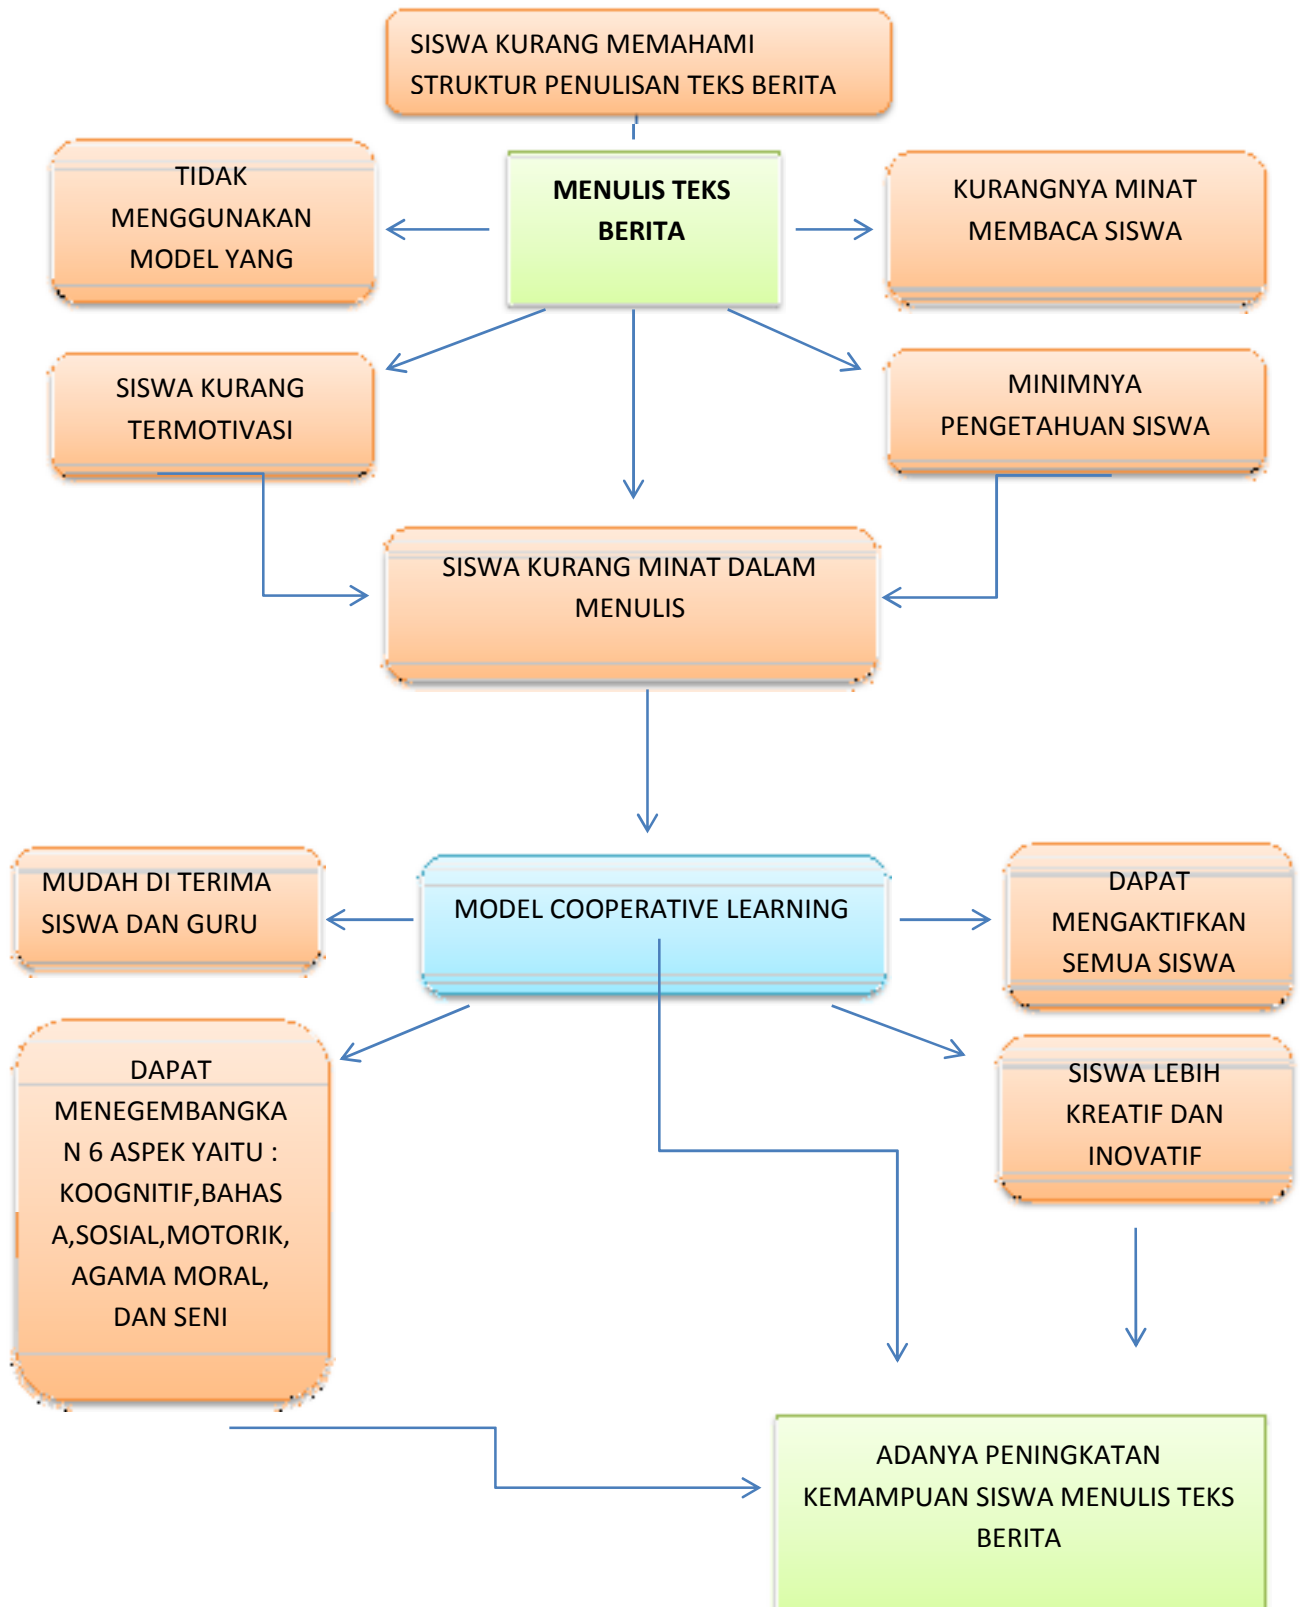 SISWA KURANG MEMAHAMI
STRUKTUR PENULISAN TEKS BERITA
TIDAK
MENGGUNAKAN
MODEL YANG
MENULIS TEKS
BERITA
KURANGNYA MINAT
MEMBACA SISWA
SISWA KURANG
TERMOTIVASI
MINIMNYA
PENGETAHUAN SISWA
SISWA KURANG MINAT DALAM
MENULIS
MUDAH DI TERIMA
SISWA DAN GURU
MODEL COOPERATIVE LEARNING
DAPAT
MENGAKTIFKAN
SEMUA SISWA
DAPAT
MENEGEMBANGKA
N 6 ASPEK YAITU :
KOOGNITIF,BAHAS
A,SOSIAL,MOTORIK,
AGAMA MORAL,
DAN SENI
SISWA LEBIH
KREATIF DAN
INOVATIF
ADANYA PENINGKATAN
KEMAMPUAN SISWA MENULIS TEKS
BERITA